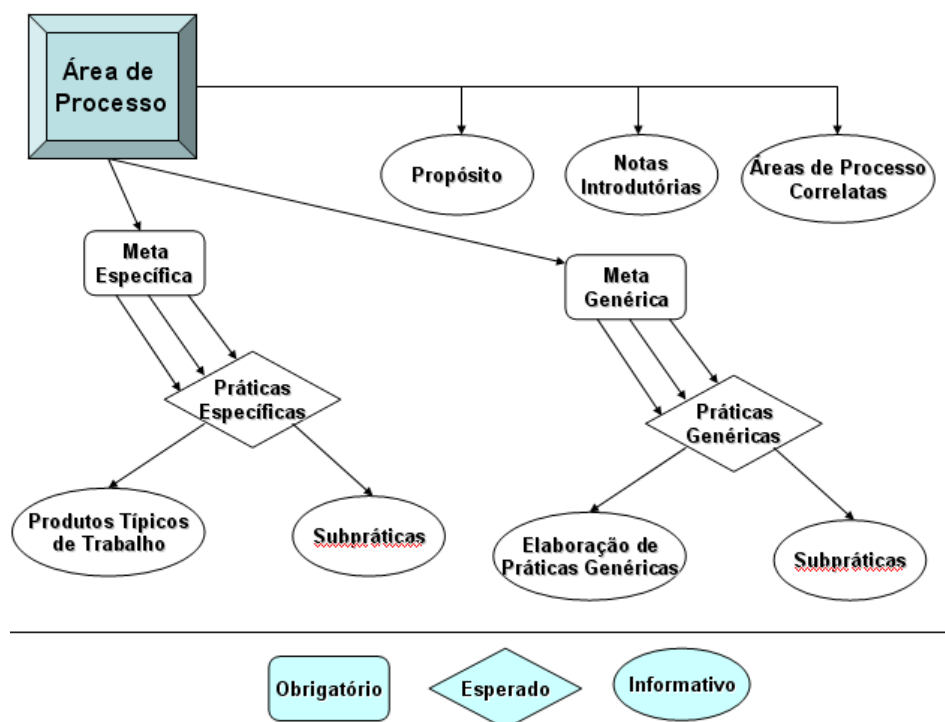 Área de
Processo
Propósito
Notas
Introdutórias
Áreas de Processo
Correlatas
Meta
Específica
Meta
Genérica
Práticas
Específicas
Práticas
Genéricas
Produtos Típicos
de Trabalho
Subpráticas
Elaboração de
Práticas Genéricas
Subpráticas
Obrigatório
Esperado
Informativo